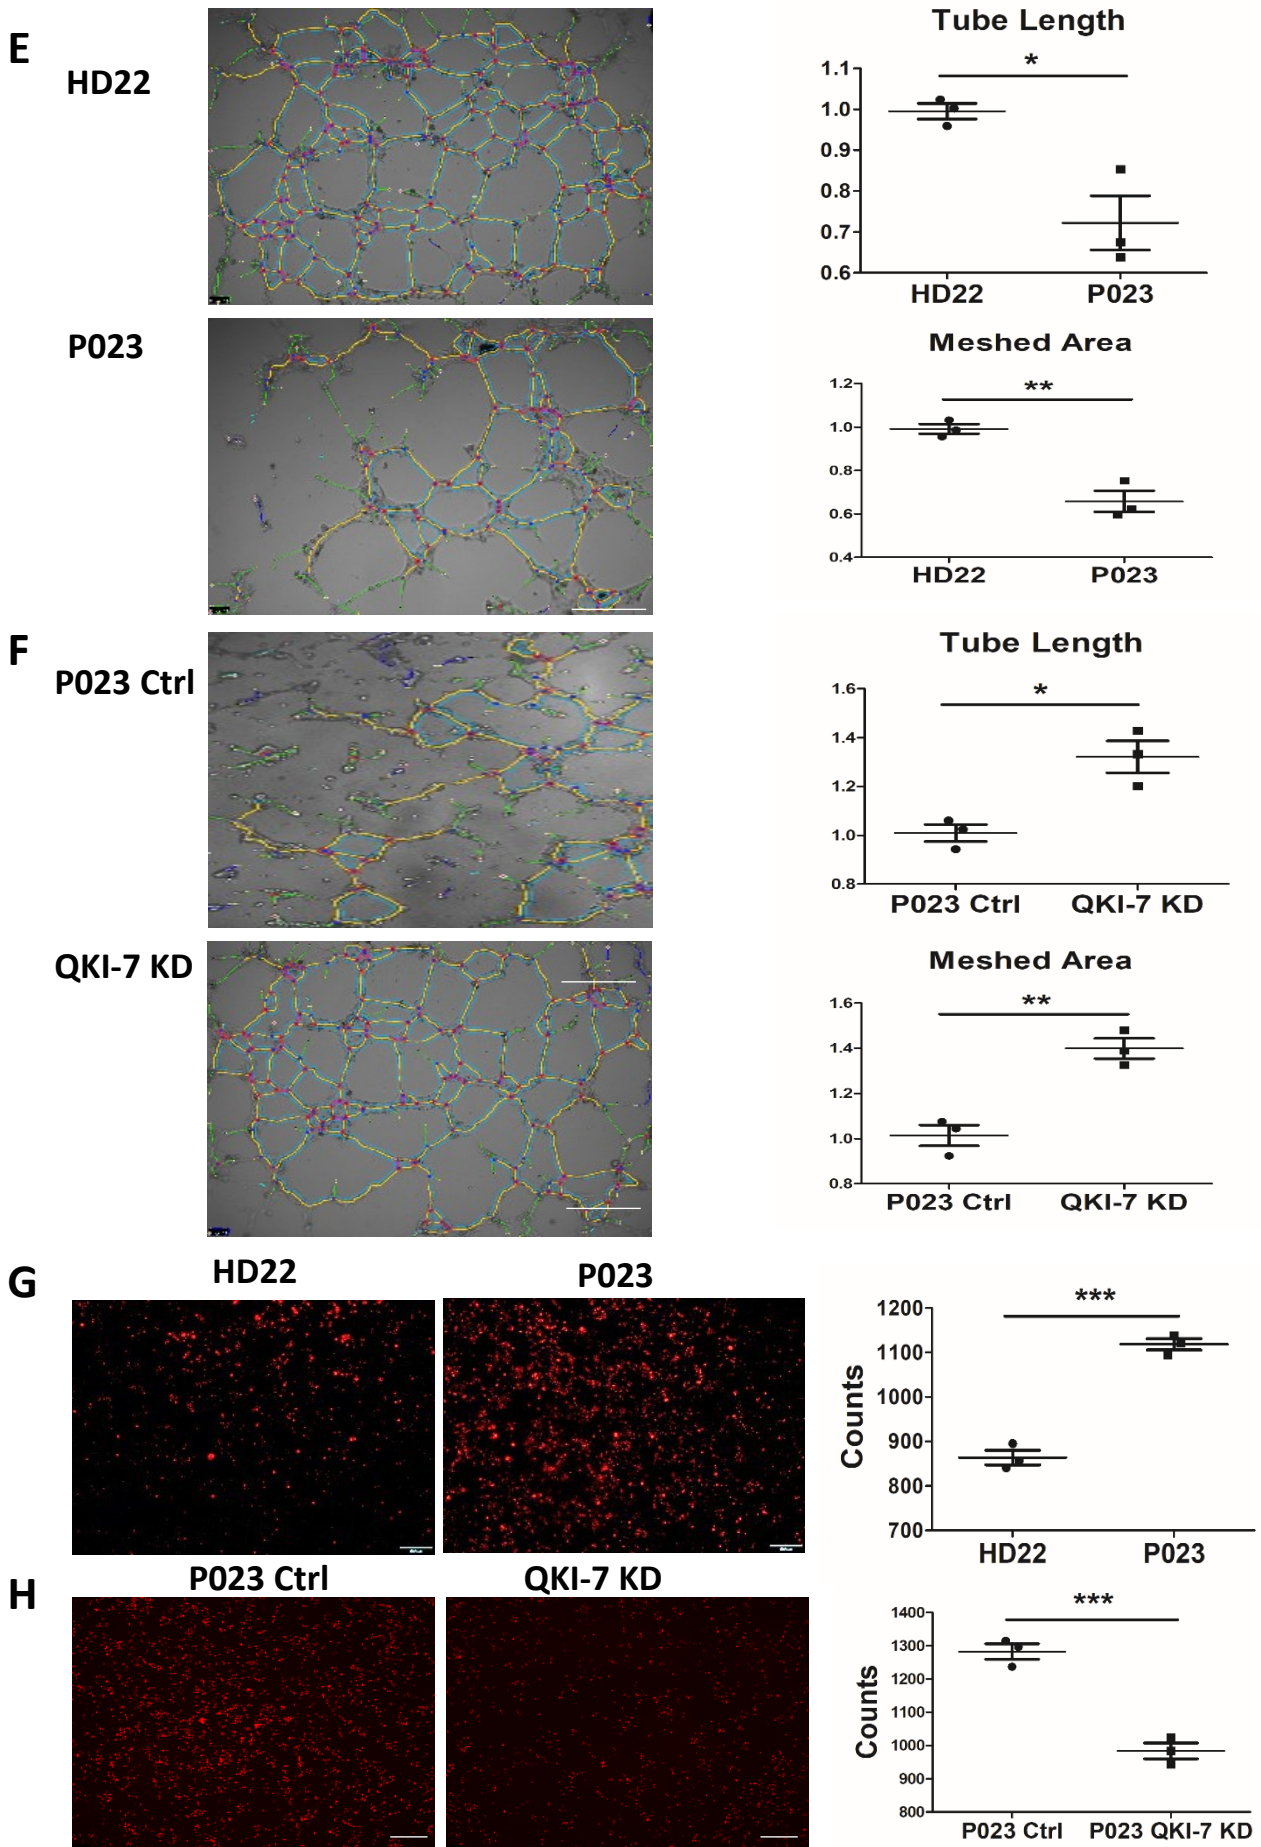 E
HD22
Tube Length
*
1.1
1.0
0.9
0.8
0.7
0.6
HD22 P023
P023
Meshed Area
**
1.2
1.0
0.8
0.6
0.4
HD22 P023
F
P023 Ctrl
Tube Length
*
1.6
1.4
1.2
1.0
0.8
P023 Ctrl QKI-7 KD
QKI-7 KD
Meshed Area
**
1.6
1.4
1.2
1.0
0.8
P023 Ctrl QKI-7 KD
G
HD22 P023
***
Counts
1200
1100
1000
900
800
700
HD22 P023
H
P023 Ctrl QKI-7 KD
***
Counts
1400
1300
1200
1100
1000
900
800
P023 Ctrl P023 QKI-7 KD